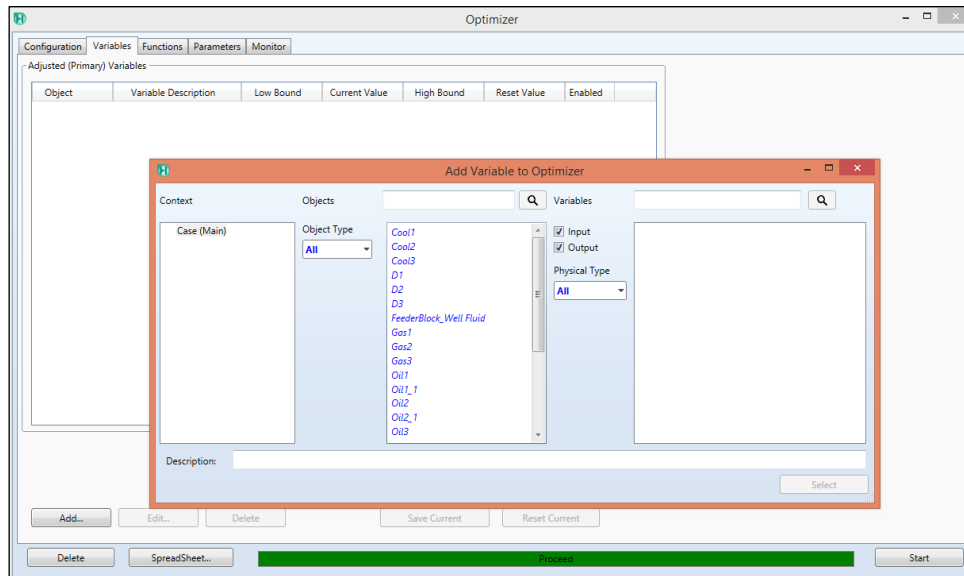 Optimizer
Configuration Variables Functions Parameters Monitor
Adjusted (Primary) Variables
Object Variable Description Low Bound Current Value High Bound Reset Value Enabled
Add Variable to Optimizer
Context Objects Variables
Case (Main)
Object Type
All
Cool1
Cool2
Cool3
D1
D2
D3
FeederBlock_Well Fluid
Gas1
Gas2
Gas3
Oil1
Oil1_1
Oil2
Oil2_1
Oil3
Input
Output
Physical Type
All
Description:
Select
Add... Edit... Delete Save Current Reset Current
Delete SpreadSheet... Proceed Start